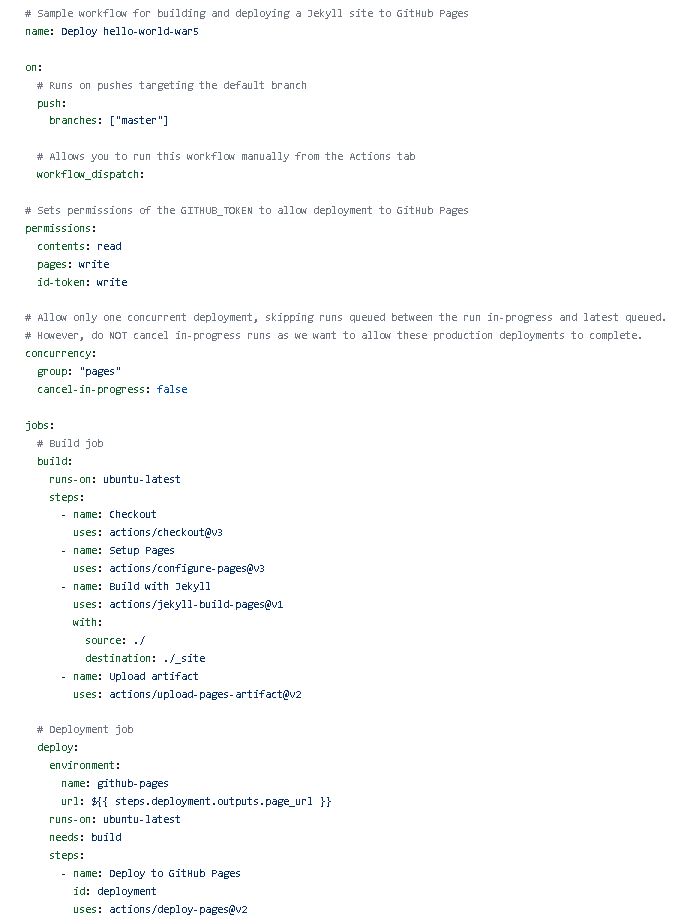 # Sample workflow for building and deploying a Jekyll site to GitHub Pages
name: Deploy hello-world-war5

on:
  # Runs on pushes targeting the default branch
  push:
    branches: ["master"]

  # Allows you to run this workflow manually from the Actions tab
  workflow_dispatch:

# Sets permissions of the GITHUB_TOKEN to allow deployment to GitHub Pages
permissions:
  contents: read
  pages: write
  id-token: write

# Allow only one concurrent deployment, skipping runs queued between the run in-progress and latest queued.
# However, do NOT cancel in-progress runs as we want to allow these production deployments to complete.
concurrency:
  group: "pages"
  cancel-in-progress: false

jobs:
  # Build job
  build:
    runs-on: ubuntu-latest
    steps:
      - name: Checkout
        uses: actions/checkout@v3
      - name: Setup Pages
        uses: actions/configure-pages@v3
      - name: Build with Jekyll
        uses: actions/jekyll-build-pages@v1
        with:
          source: ./
          destination: ./_site
      - name: Upload artifact
        uses: actions/upload-pages-artifact@v2

  # Deployment job
  deploy:
    environment:
      name: github-pages
      url: ${{ steps.deployment.outputs.page_url }}
    runs-on: ubuntu-latest
    needs: build
    steps:
      - name: Deploy to GitHub Pages
        id: deployment
        uses: actions/deploy-pages@v2